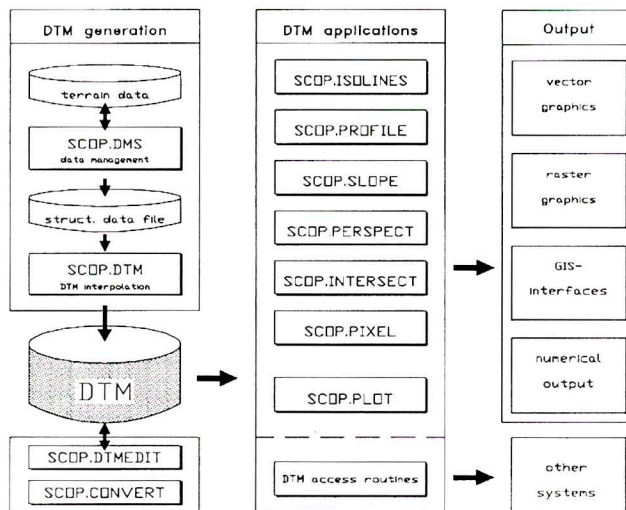 DTM generation
terrain data
SCOP.DMS
data management
struct. data file
SCOP.DTM
DTM interpolation
DTM
SCOP.DTMEDIT
SCOP.CONVERT
DTM applications
SCOP.ISOLINES
SCOP.PROFILE
SCOP.SLOPE
SCOP.PERSPECT
SCOP.INTERSECT
SCOP.PIXEL
SCOP.PLOT
DTM access routines
Output
vector
graphics
raster
graphics
GIS-
interfaces
numerical
output
other
systems